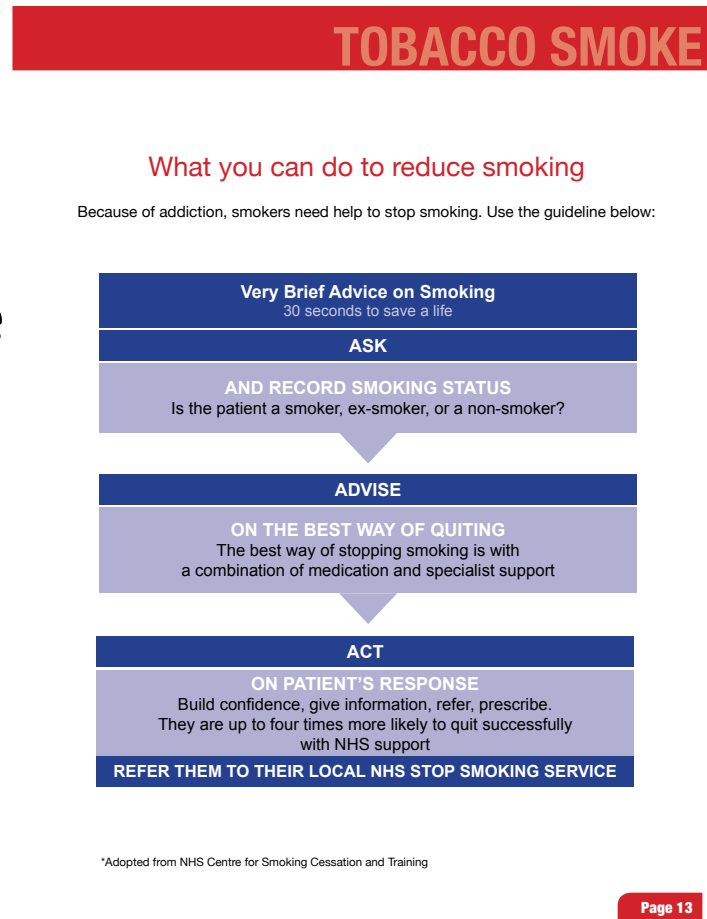 TOBACCO SMOKE
What you can do to reduce smoking
Because of addiction, smokers need help to stop smoking. Use the guideline below:
Very Brief Advice on Smoking
30 seconds to save a life
ASK
AND RECORD SMOKING STATUS
Is the patient a smoker, ex-smoker, or a non-smoker?
ADVISE
ON THE BEST WAY OF QUITING
The best way of stopping smoking is with
a combination of medication and specialist support
ACT
ON PATIENT'S RESPONSE
Build confidence, give information, refer, prescribe.
They are up to four times more likely to quit successfully
with NHS support
REFER THEM TO THEIR LOCAL NHS STOP SMOKING SERVICE
*Adopted from NHS Centre for Smoking Cessation and Training
Page 13